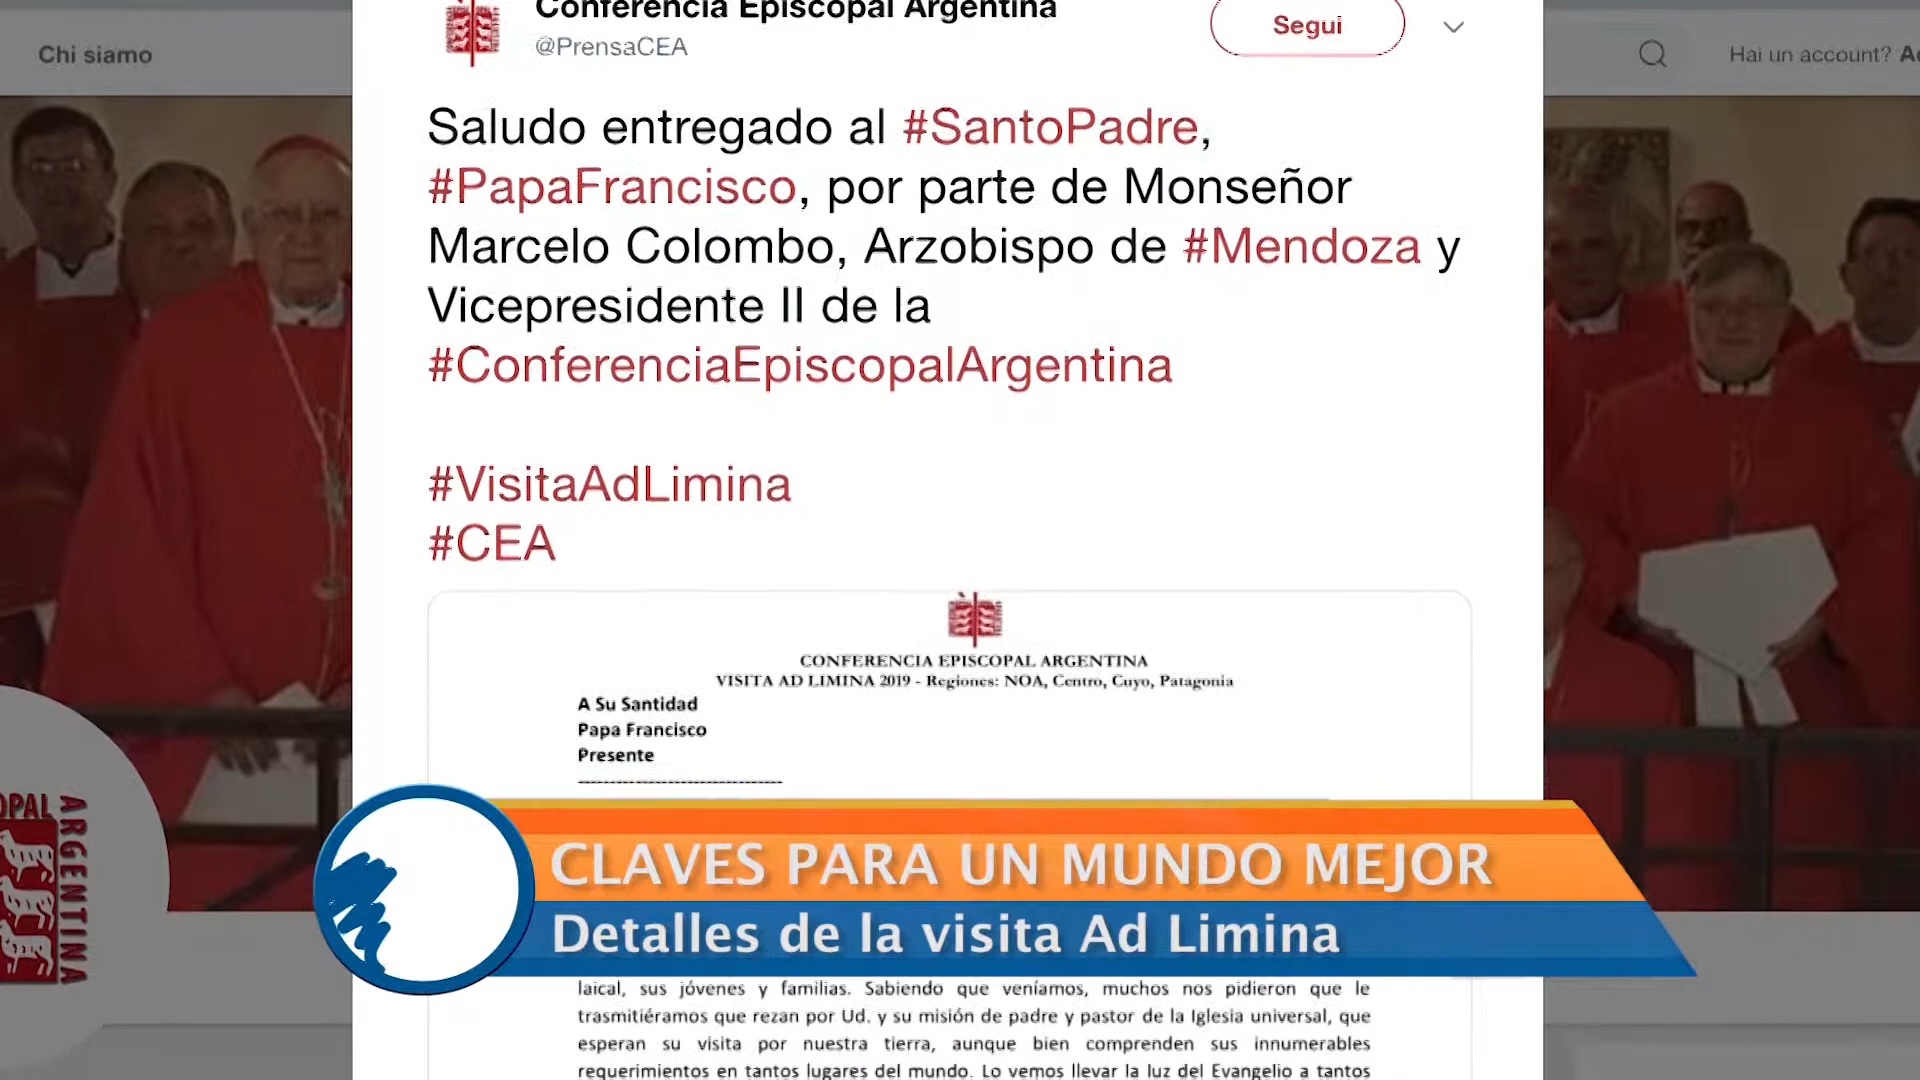 Conferencia Episcopal Argentina
@PrensaCEA
Segui
Chi siamo
Hai un account?
Saludo entregado al #SantoPadre,
#PapaFrancisco, por parte de Monseñor
Marcelo Colombo, Arzobispo de #Mendoza y
Vicepresidente II de la
#ConferenciaEpiscopalArgentina
#VisitaAdLimina
#CEA
CONFERENCIA EPISCOPAL ARGENTINA
VISITA AD LIMINA 2019 - Regiones: NOA, Centro, Cuyo, Patagonia
A Su Santidad
Papa Francisco
Presente
ARGENTINA
CLAVES PARA UN MUNDO MEJOR
Detalles de la visita Ad Limina
laical, sus jóvenes y familias. Sabiendo que veníamos, muchos nos pidieron que le
trasmitiéramos que rezan por Ud. y su misión de padre y pastor de la Iglesia universal, que
esperan su visita por nuestra tierra, aunque bien comprenden sus innumerables
requerimientos en tantos lugares del mundo. Lo vemos llevar la luz del Evangelio a tantos